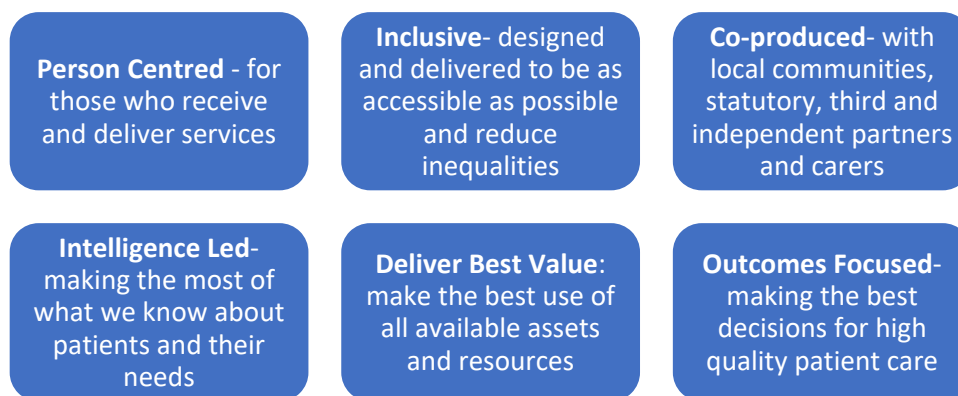 Person Centred - for
those who receive
and deliver services
Inclusive- designed
and delivered to be as
accessible as possible
and reduce
inequalities
Co-produced- with
local communities,
statutory, third and
independent partners
and carers
Intelligence Led-
making the most of
what we know about
patients and their
needs
Deliver Best Value:
make the best use of
all available assets
and resources
Outcomes Focused-
making the best
decisions for high
quality patient care